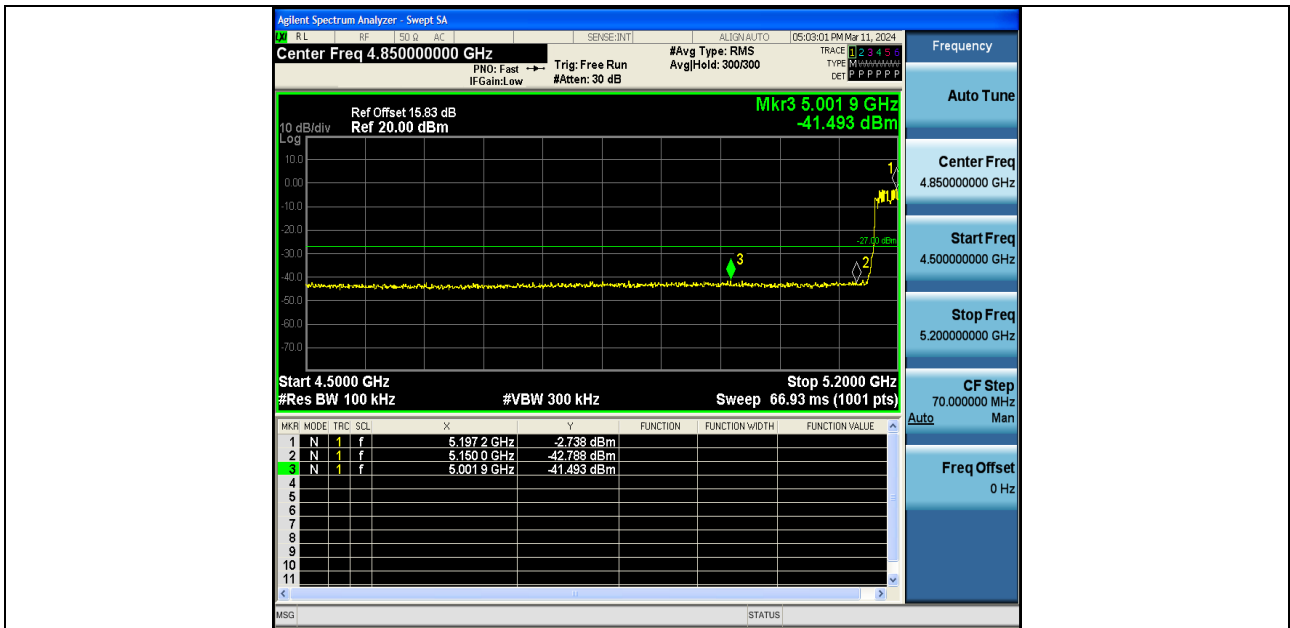 Agilent Spectrum Analyzer - Swept SA
LXI RL RF 50 Ω AC SENSE:INT ALIGN AUTO 05:03:01 PM Mar 11, 2024
Center Freq 4.850000000 GHz
PNO: Fast
IFGain:Low
Trig: Free Run
#Atten: 30 dB
#Avg Type: RMS
Avg|Hold: 300/300
TRACE 1 2 3 4 5 6
TYPE M
DET P P P P P P
Ref Offset 15.83 dB
10 dB/div Ref 20.00 dBm
Log
Mkr3 5.001 9 GHz
-41.493 dBm
10.0
0.00
-10.0
-20.0
-30.0
-40.0
-50.0
-60.0
-70.0
1
-27.00 dBm
3
2
Start 4.5000 GHz Stop 5.2000 GHz
#Res BW 100 kHz #VBW 300 kHz Sweep 66.93 ms (1001 pts)
MKR MODE TRC SCL X Y FUNCTION FUNCTION WIDTH FUNCTION VALUE
1 N 1 f 5.197 2 GHz -2.738 dBm
2 N 1 f 5.150 0 GHz -42.788 dBm
3 N 1 f 5.001 9 GHz -41.493 dBm
4
5
6
7
8
9
10
11
MSG STATUS
Frequency
Auto Tune
Center Freq
4.850000000 GHz
Start Freq
4.500000000 GHz
Stop Freq
5.200000000 GHz
CF Step
70.000000 MHz
Auto Man
Freq Offset
0 Hz